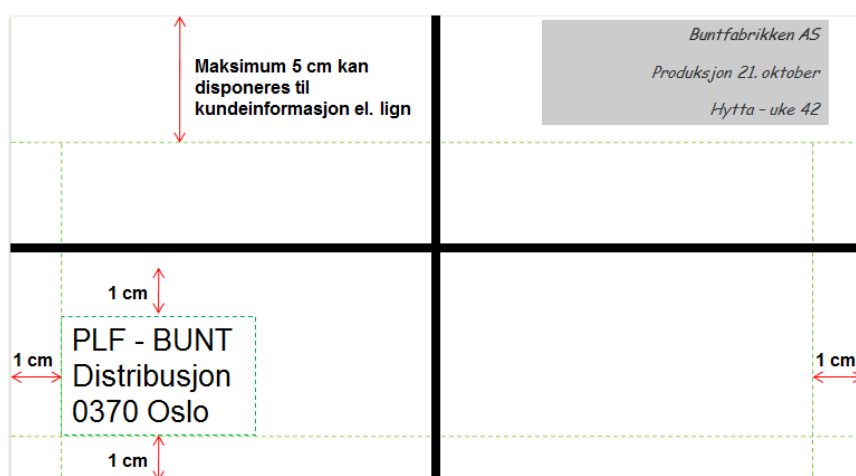 Maksimum 5 cm kan
disponeres til
kundeinformasjon el. lign
Buntfabrikken AS
Produksjon 21. oktober
Hytta – uke 42
1 cm
PLF - BUNT
Distribusjon
0370 Oslo
1 cm
1 cm
1 cm